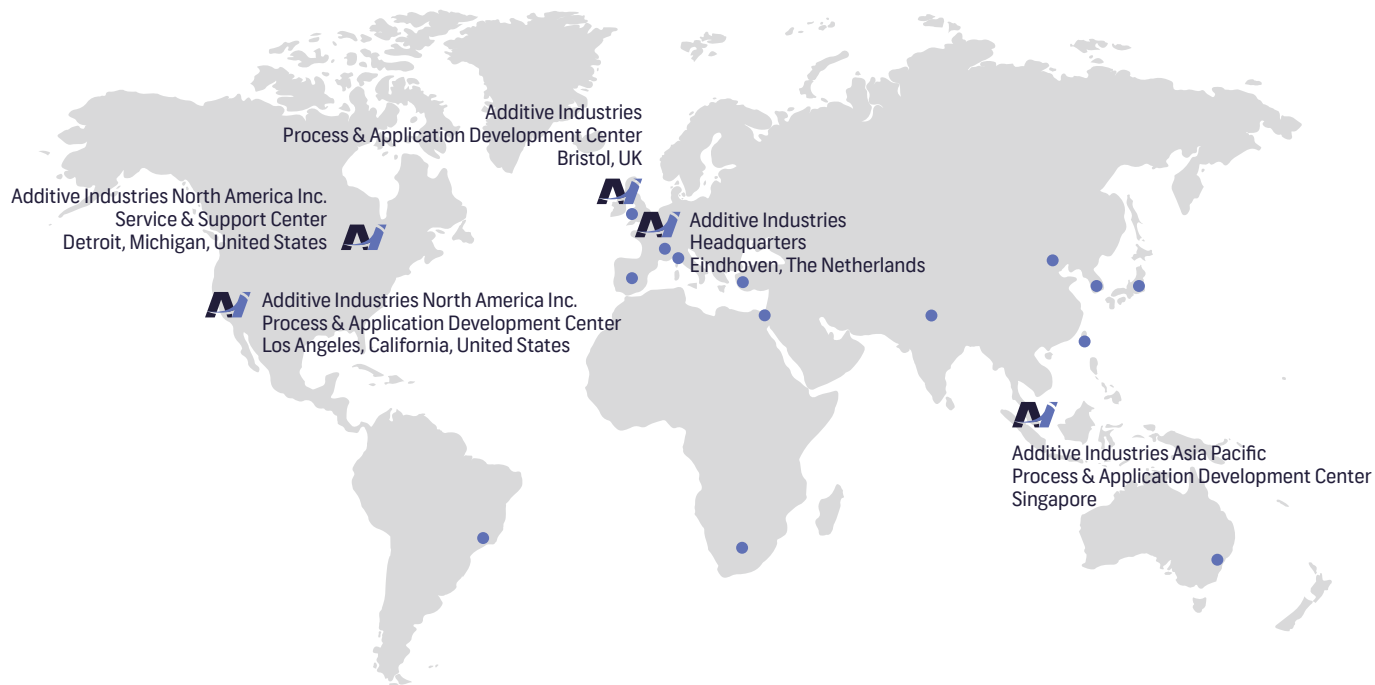 Additive Industries
Process & Application Development Center
Bristol, UK
Additive Industries North America Inc.
Service & Support Center
Detroit, Michigan, United States
Additive Industries
Headquarters
Eindhoven, The Netherlands
Additive Industries North America Inc.
Process & Application Development Center
Los Angeles, California, United States
Additive Industries Asia Pacific
Process & Application Development Center
Singapore